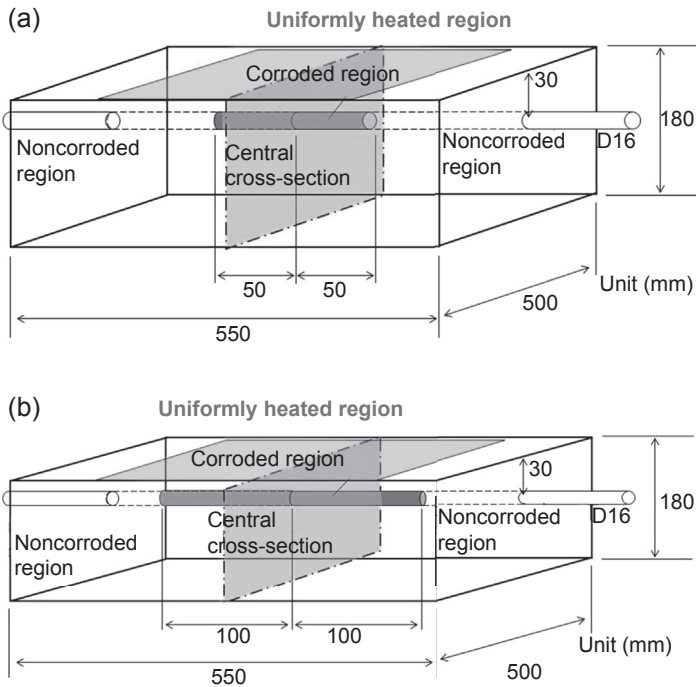 (a)
Uniformly heated region
Corroded region
30
180
Noncorroded
region
Central
cross-section
Noncorroded
region
D16
50
50
Unit (mm)
500
550
(b)
Uniformly heated region
Corroded region
30
180
Noncorroded
region
Central
cross-section
Noncorroded
region
D16
100
100
Unit (mm)
500
550